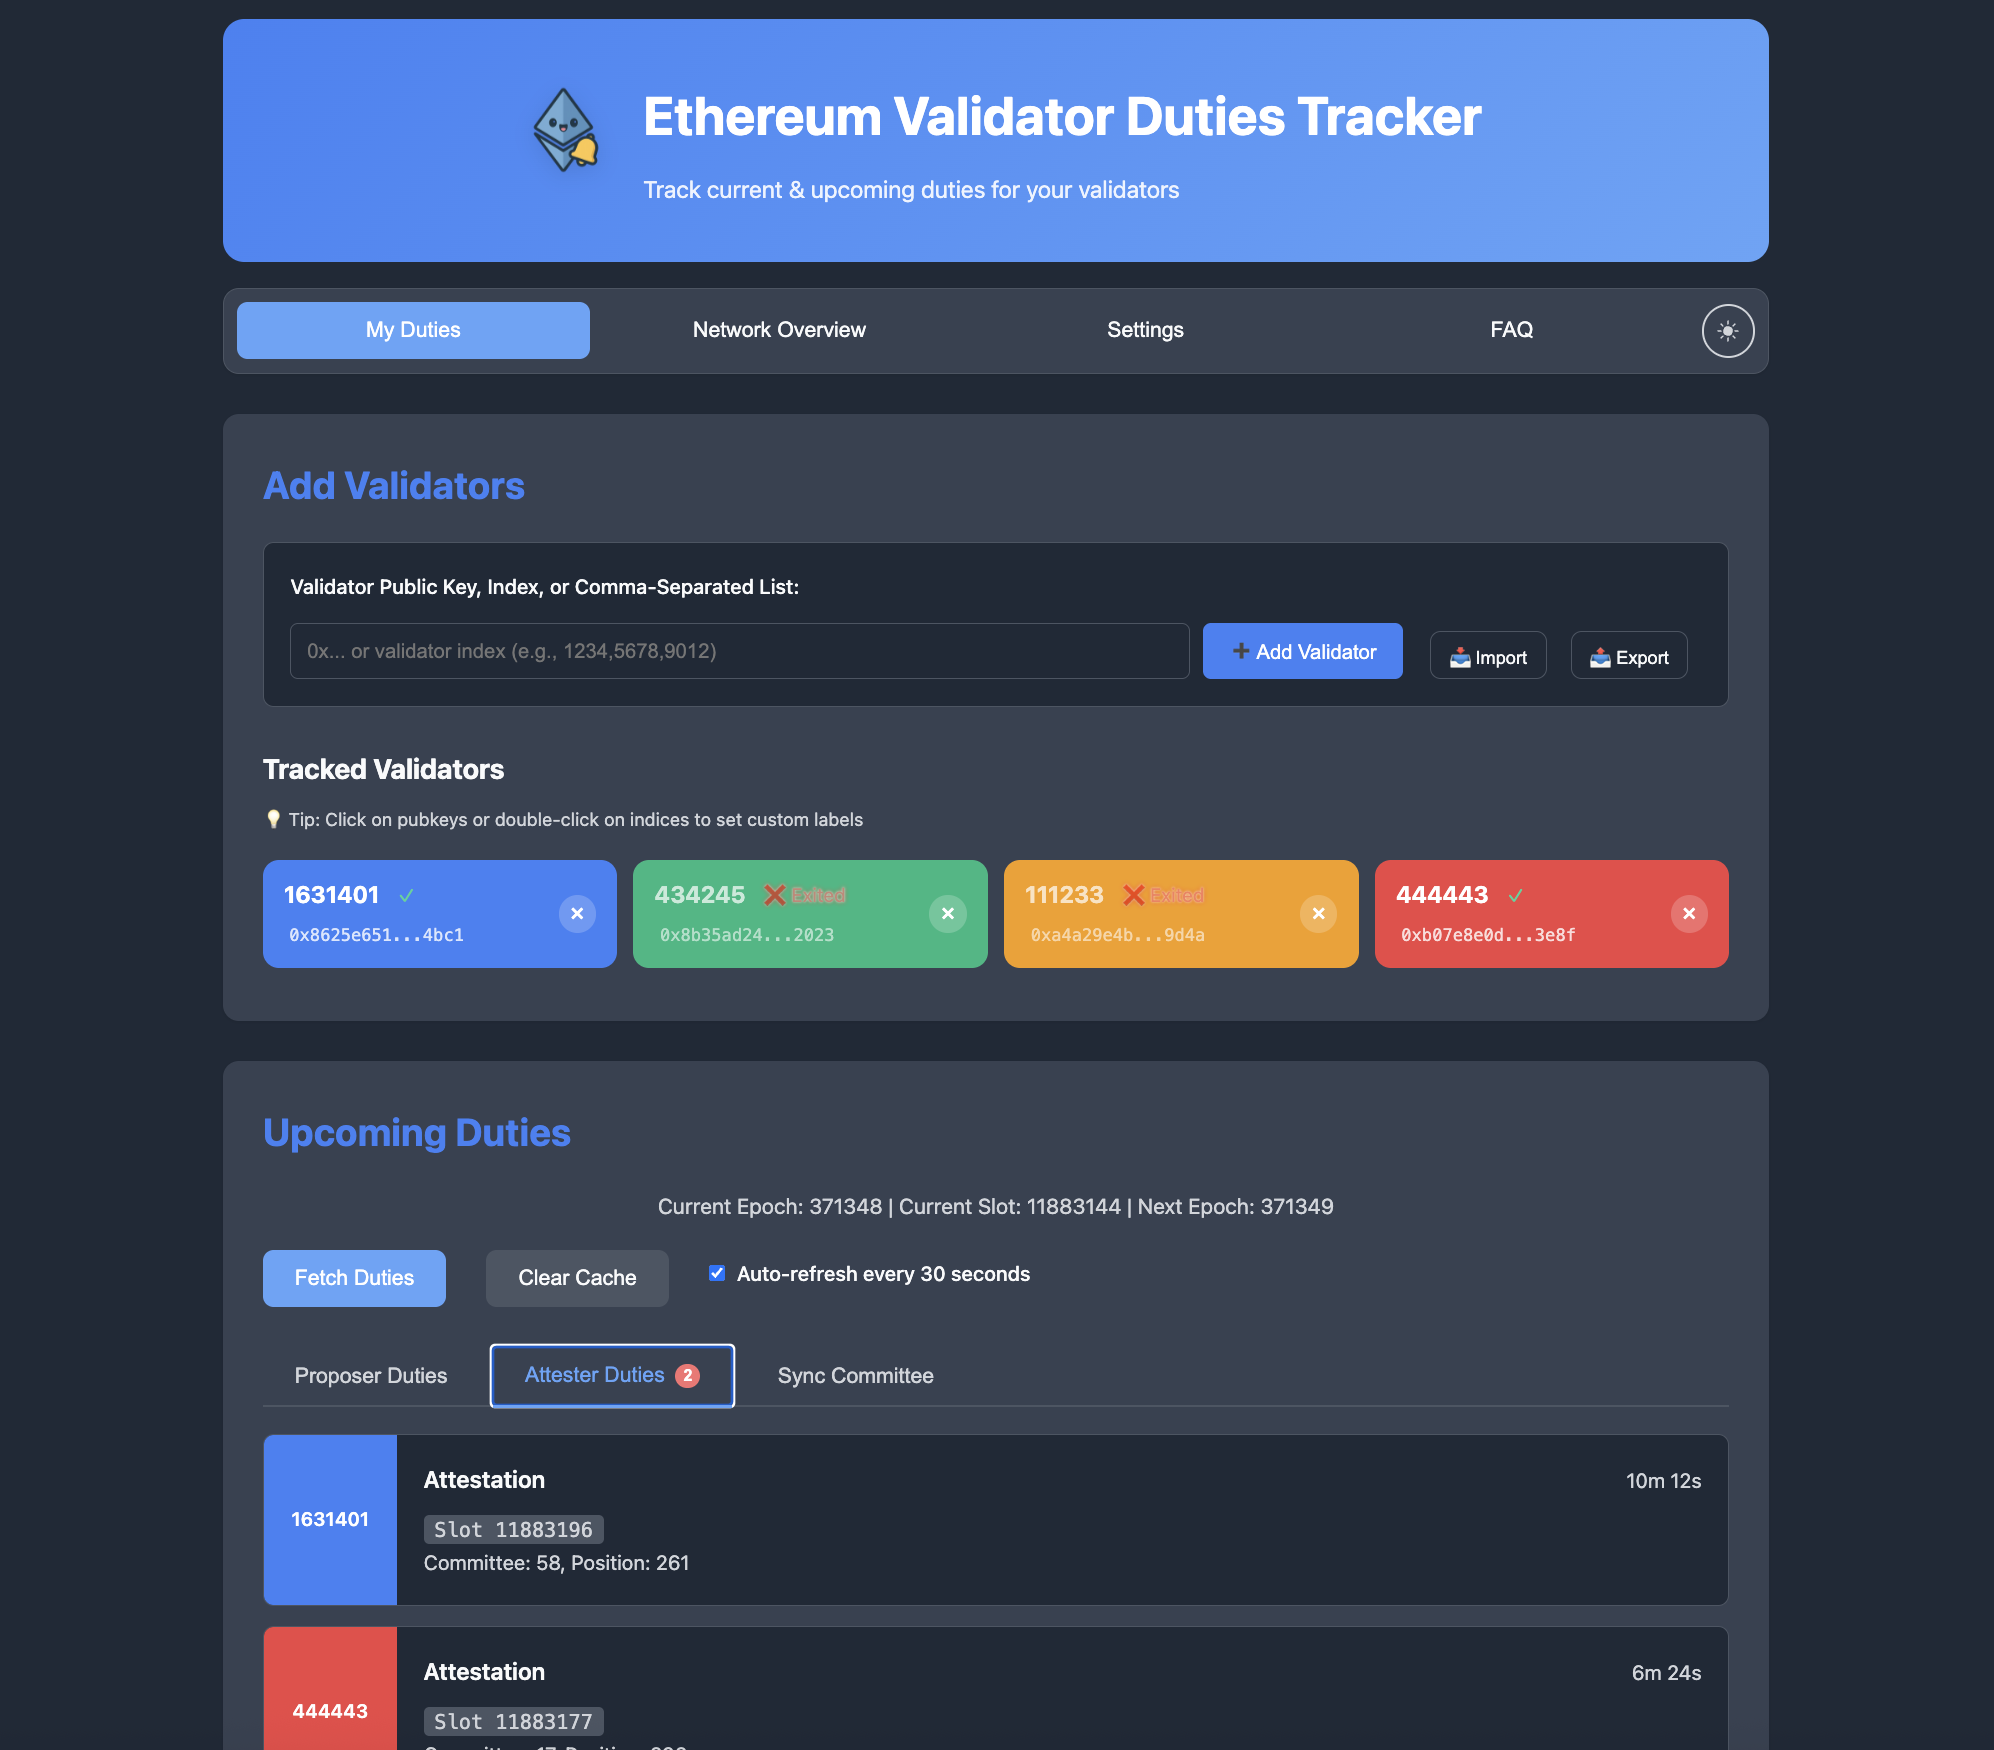 Ethereum Validator Duties Tracker
Track current & upcoming duties for your validators
My Duties
Network Overview
Settings
FAQ
Add Validators
Validator Public Key, Index, or Comma-Separated List:
0x... or validator index (e.g., 1234,5678,9012)
➕ Add Validator
📥 Import
📤 Export
Tracked Validators
💡 Tip: Click on pubkeys or double-click on indices to set custom labels
1631401 ✓
0x8625e651...4bc1
×
434245 ❌ Exited
0x8b35ad24...2023
×
111233 ❌ Exited
0xa4a29e4b...9d4a
×
444443 ✓
0xb07e8e0d...3e8f
×
Upcoming Duties
Current Epoch: 371348 | Current Slot: 11883144 | Next Epoch: 371349
Fetch Duties
Clear Cache
Auto-refresh every 30 seconds
Proposer Duties
Attester Duties 2
Sync Committee
1631401
Attestation
10m 12s
Slot 11883196
Committee: 58, Position: 261
444443
Attestation
6m 24s
Slot 11883177